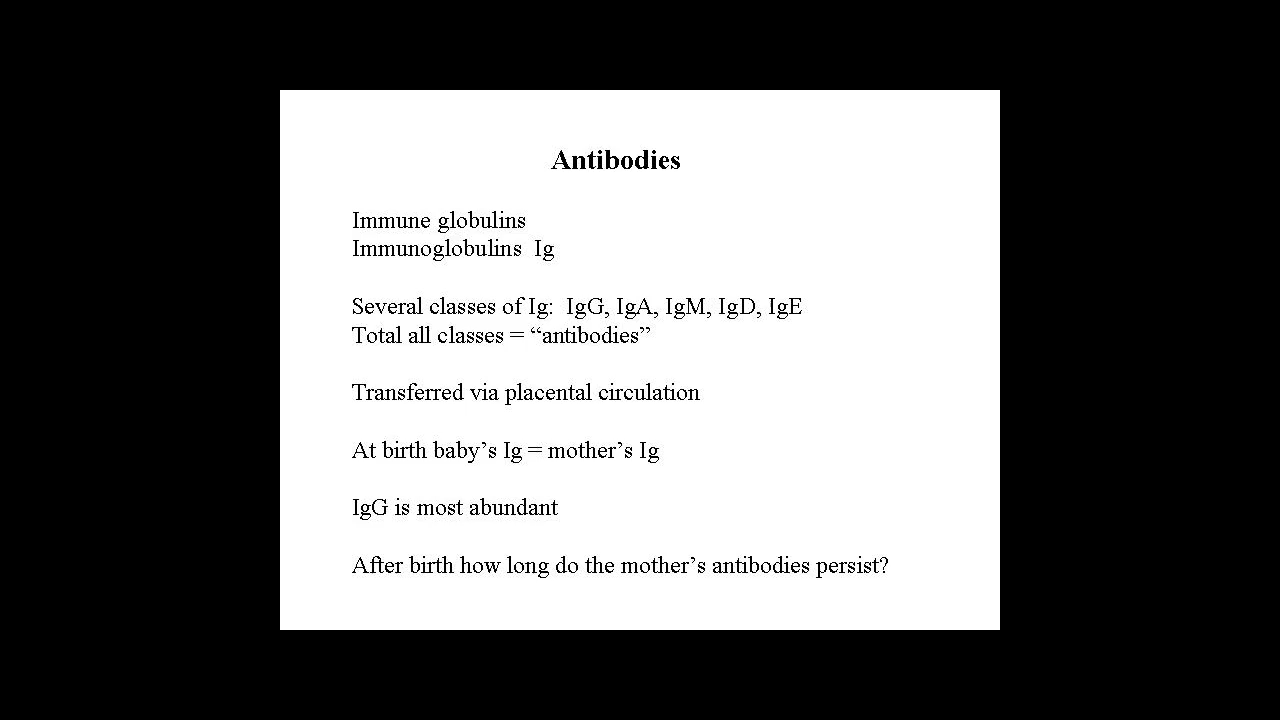 Antibodies
Immune globulins
Immunoglobulins  Ig
Several classes of Ig:  IgG, IgA, IgM, IgD, IgE
Total all classes = “antibodies”
Transferred via placental circulation
At birth baby’s Ig = mother’s Ig
IgG is most abundant
After birth how long do the mother’s antibodies persist?